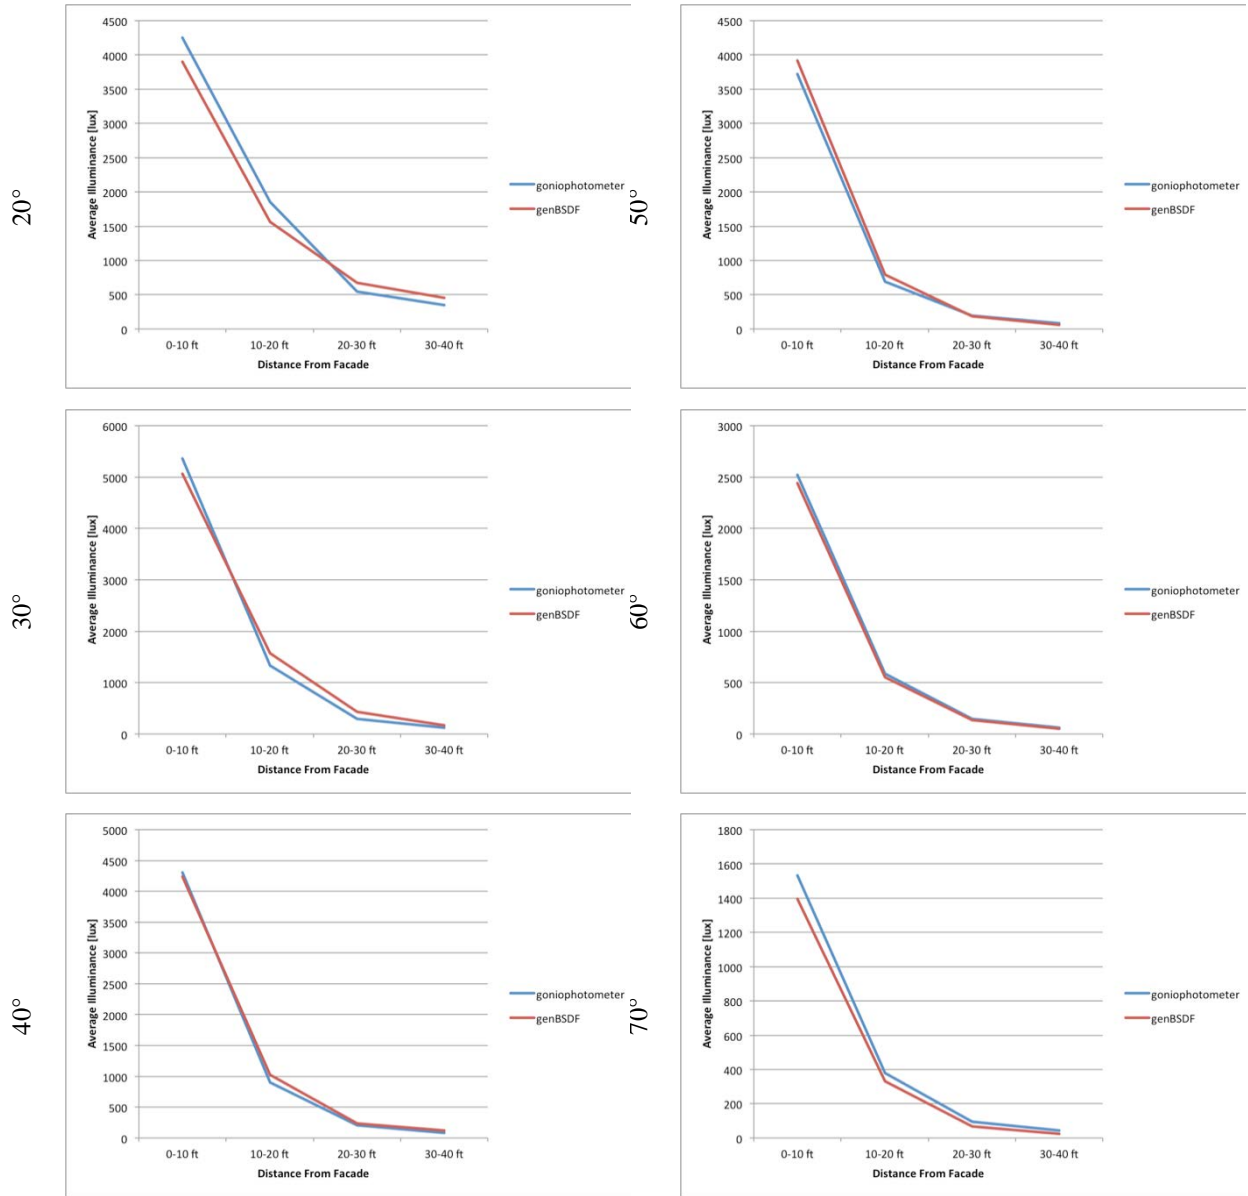 20°
Average Illuminance [lux]
4500
4000
3500
3000
2500
2000
1500
1000
500
0
0-10 ft 10-20 ft 20-30 ft 30-40 ft
Distance From Facade
goniophotometer
genBSDF
50°
Average Illuminance [lux]
4500
4000
3500
3000
2500
2000
1500
1000
500
0
0-10 ft 10-20 ft 20-30 ft 30-40 ft
Distance From Facade
goniophotometer
genBSDF
30°
Average Illuminance [lux]
6000
5000
4000
3000
2000
1000
0
0-10 ft 10-20 ft 20-30 ft 30-40 ft
Distance From Facade
goniophotometer
genBSDF
60°
Average Illuminance [lux]
3000
2500
2000
1500
1000
500
0
0-10 ft 10-20 ft 20-30 ft 30-40 ft
Distance From Facade
goniophotometer
genBSDF
40°
Average Illuminance [lux]
5000
4500
4000
3500
3000
2500
2000
1500
1000
500
0
0-10 ft 10-20 ft 20-30 ft 30-40 ft
Distance From Facade
goniophotometer
genBSDF
70°
Average Illuminance [lux]
1800
1600
1400
1200
1000
800
600
400
200
0
0-10 ft 10-20 ft 20-30 ft 30-40 ft
Distance From Facade
goniophotometer
genBSDF